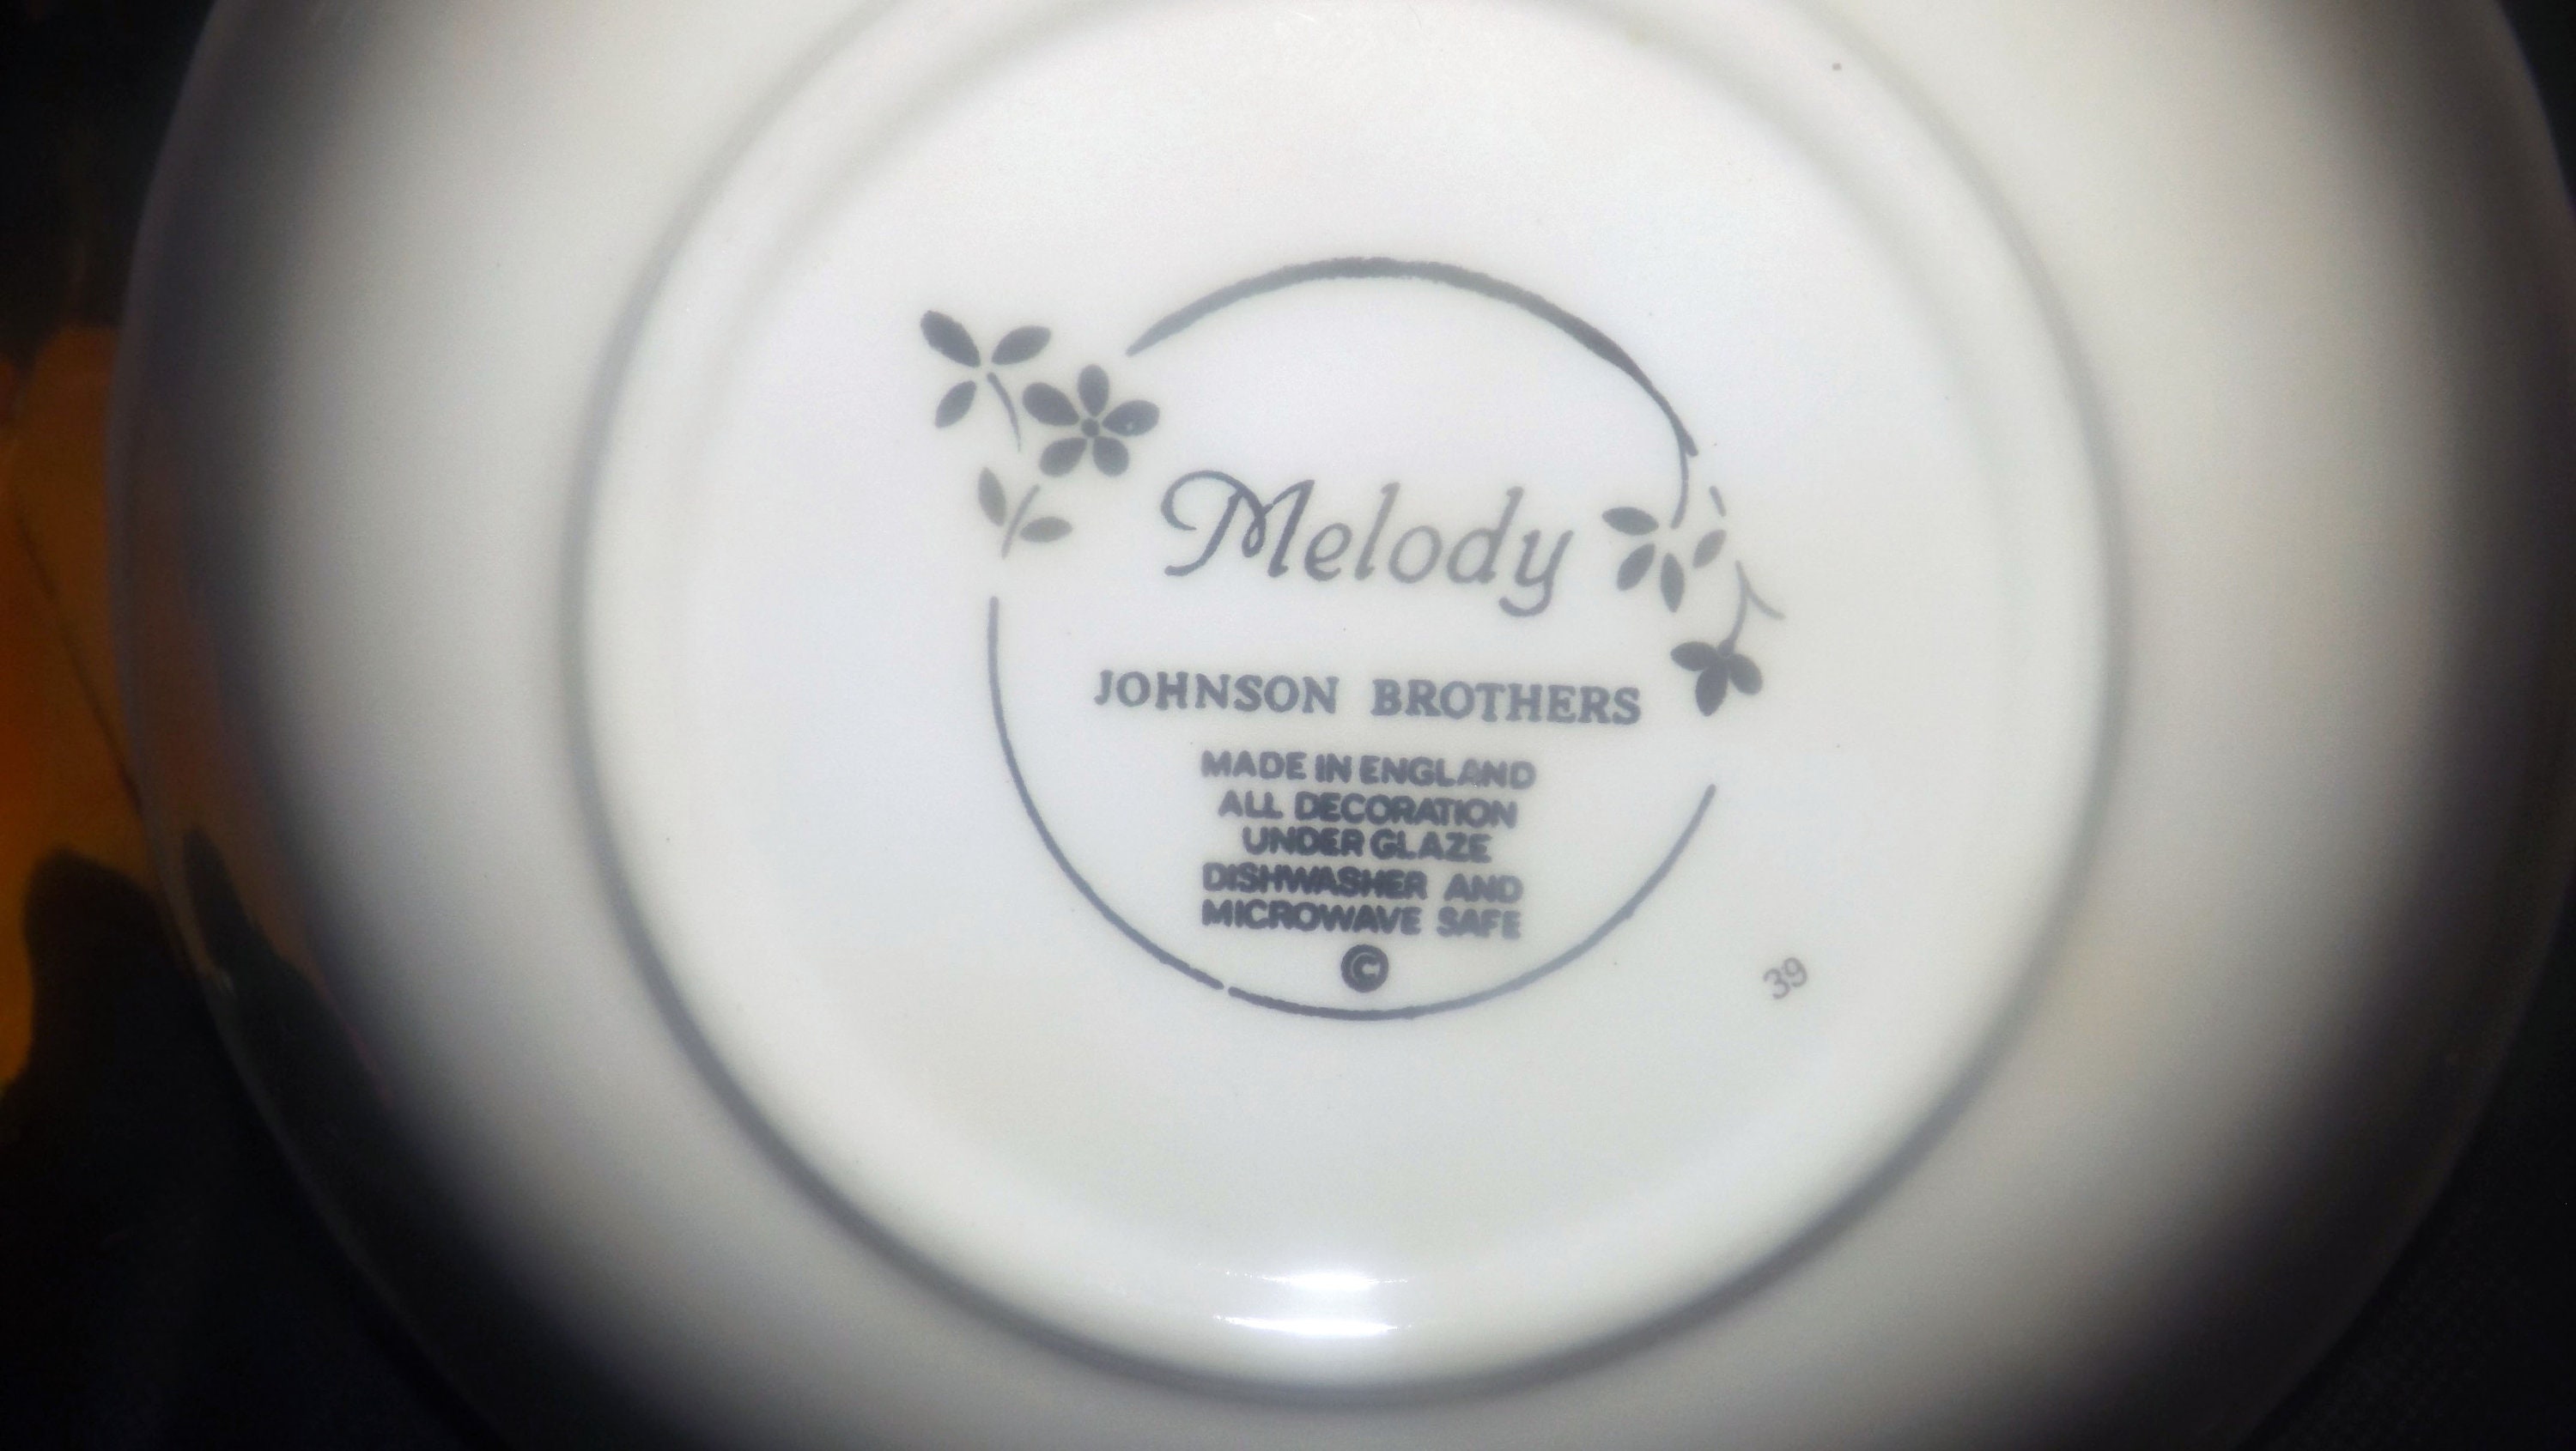 Melody
JOHNSON BROTHERS
MADE IN ENGLAND
ALL DECORATION
UNDER GLAZE
DISHWASHER AND
MICROWAVE SAFE
©
39